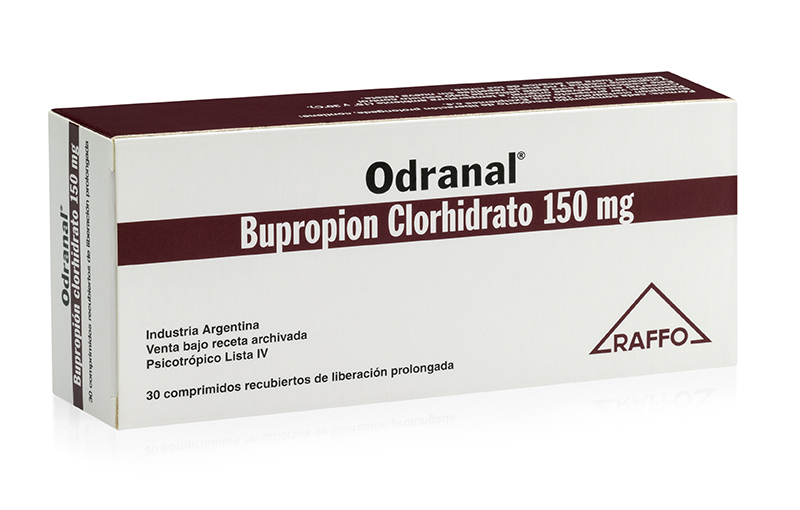 Odranal®
Bupropion Clorhidrato 150 mg
Industria Argentina
Venta bajo receta archivada
Psicotrópico Lista IV
30 comprimidos recubiertos de liberación prolongada
RAFFO
Odranal®
Bupropión clorhidrato 150 mg
30 comprimidos recubiertos de liberación prolongada